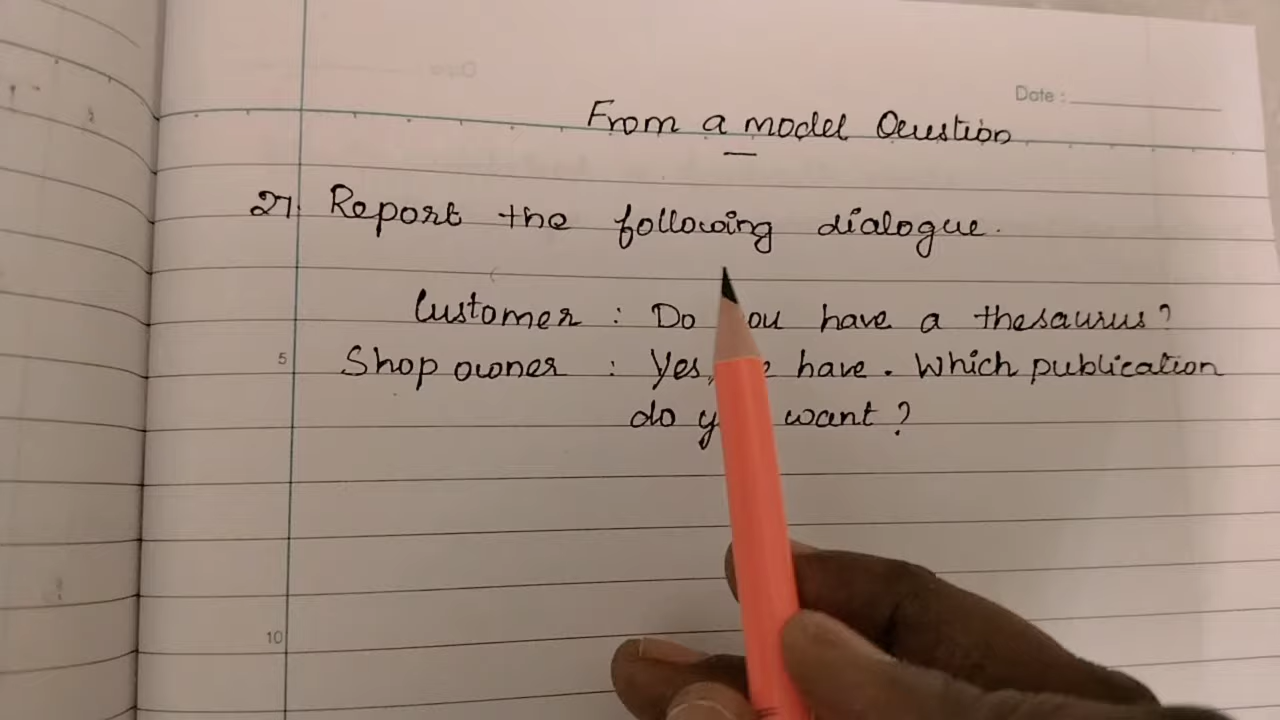 Date :
From a model Question
27 Report the following dialogue.
Customer : Do you have a thesaurus?
5 Shop owner : Yes, have. Which publication
do want?
10